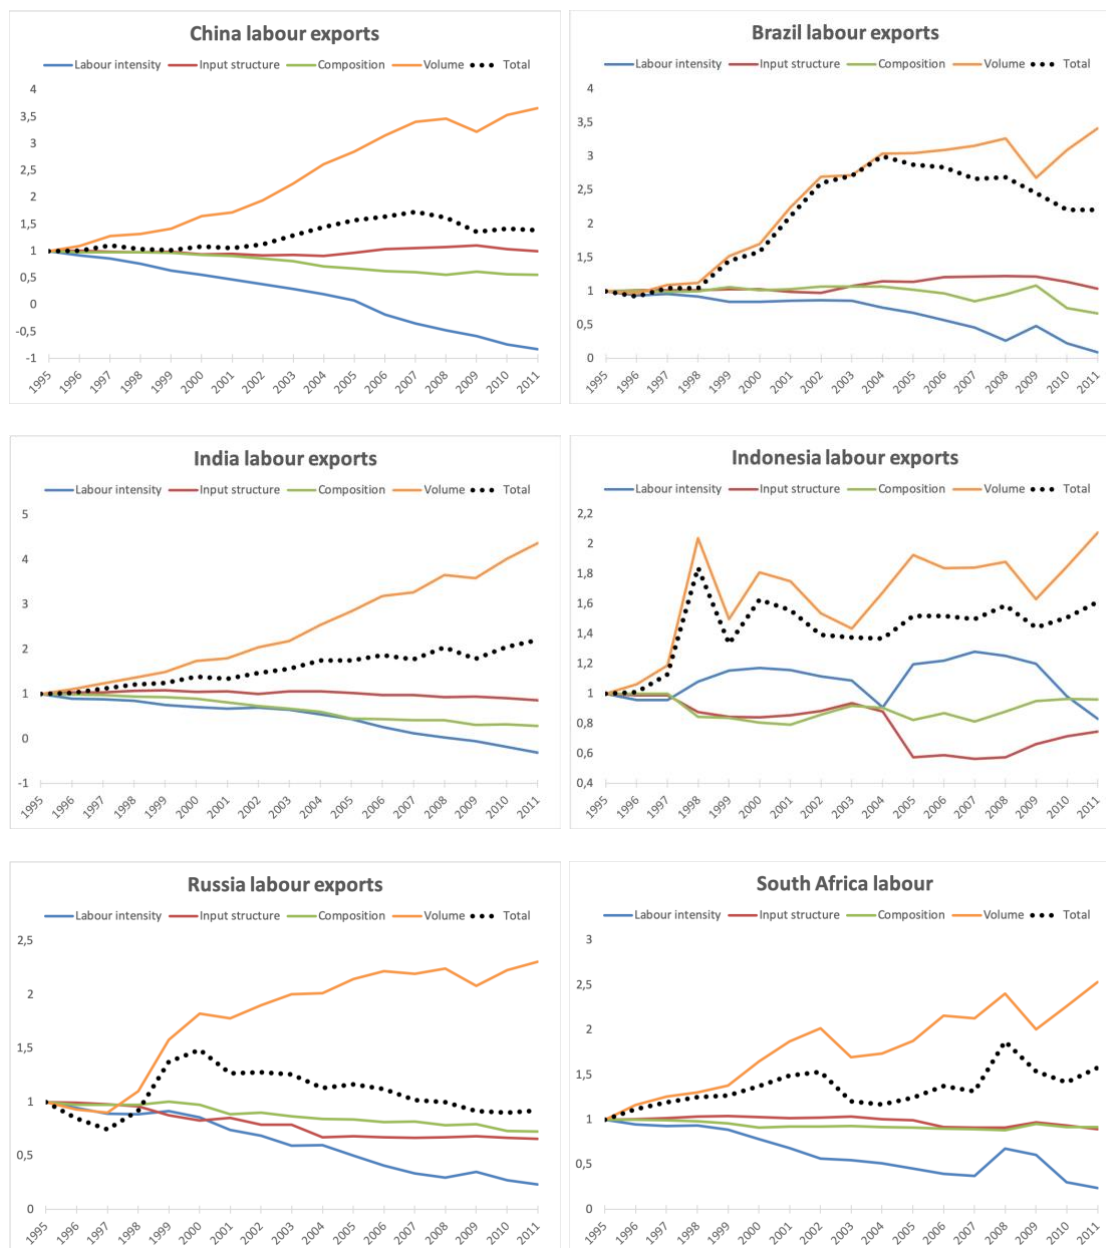 China labour exports
Labour intensity Input structure Composition Volume Total
4
3,5
3
2,5
2
1,5
1
0,5
0
-0,5
-1
1995 1996 1997 1998 1999 2000 2001 2002 2003 2004 2005 2006 2007 2008 2009 2010 2011
Brazil labour exports
Labour intensity Input structure Composition Volume Total
4
3,5
3
2,5
2
1,5
1
0,5
0
1995 1996 1997 1998 1999 2000 2001 2002 2003 2004 2005 2006 2007 2008 2009 2010 2011
India labour exports
Labour intensity Input structure Composition Volume Total
5
4
3
2
1
0
-1
1995 1996 1997 1998 1999 2000 2001 2002 2003 2004 2005 2006 2007 2008 2009 2010 2011
Indonesia labour exports
Labour intensity Input structure Composition Volume Total
2,2
2
1,8
1,6
1,4
1,2
1
0,8
0,6
0,4
1995 1996 1997 1998 1999 2000 2001 2002 2003 2004 2005 2006 2007 2008 2009 2010 2011
Russia labour exports
Labour intensity Input structure Composition Volume Total
2,5
2
1,5
1
0,5
0
1995 1996 1997 1998 1999 2000 2001 2002 2003 2004 2005 2006 2007 2008 2009 2010 2011
South Africa labour
Labour intensity Input structure Composition Volume Total
3
2,5
2
1,5
1
0,5
0
1995 1996 1997 1998 1999 2000 2001 2002 2003 2004 2005 2006 2007 2008 2009 2010 2011